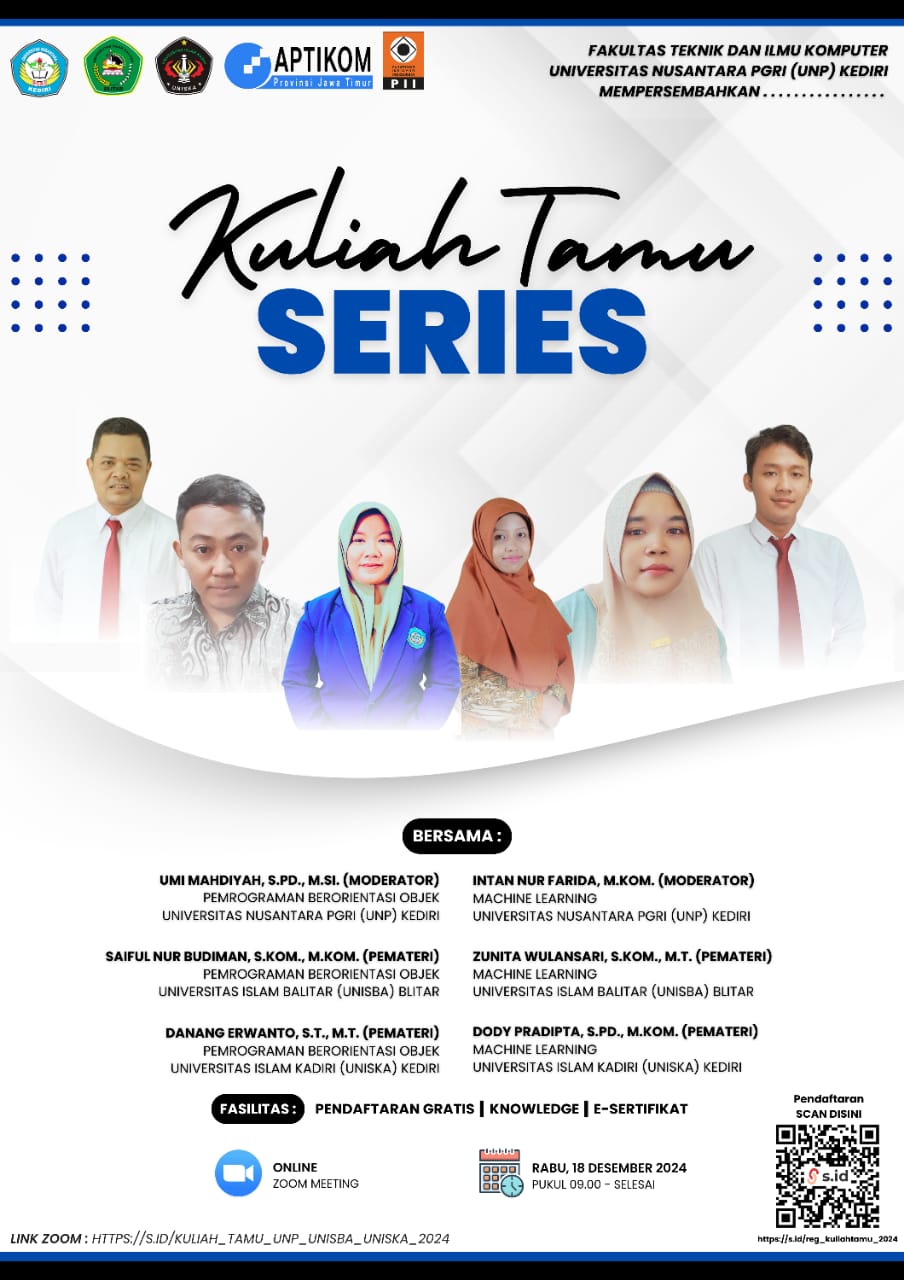 KEDIRI
BLITAR
UNISKA
APTIKOM
Provinsi Jawa Timur
PII
FAKULTAS TEKNIK DAN ILMU KOMPUTER
UNIVERSITAS NUSANTARA PGRI (UNP) KEDIRI
MEMPERSEMBAHKAN . . . . . . . . . . . . . . . .
Kuliah Tamu
SERIES
BERSAMA :
UMI MAHDIYAH, S.PD., M.SI. (MODERATOR)
PEMROGRAMAN BERORIENTASI OBJEK
UNIVERSITAS NUSANTARA PGRI (UNP) KEDIRI
INTAN NUR FARIDA, M.KOM. (MODERATOR)
MACHINE LEARNING
UNIVERSITAS NUSANTARA PGRI (UNP) KEDIRI
SAIFUL NUR BUDIMAN, S.KOM., M.KOM. (PEMATERI)
PEMROGRAMAN BERORIENTASI OBJEK
UNIVERSITAS ISLAM BALITAR (UNISBA) BLITAR
ZUNITA WULANSARI, S.KOM., M.T. (PEMATERI)
MACHINE LEARNING
UNIVERSITAS ISLAM BALITAR (UNISBA) BLITAR
DANANG ERWANTO, S.T., M.T. (PEMATERI)
PEMROGRAMAN BERORIENTASI OBJEK
UNIVERSITAS ISLAM KADIRI (UNISKA) KEDIRI
DODY PRADIPTA, S.PD., M.KOM. (PEMATERI)
MACHINE LEARNING
UNIVERSITAS ISLAM KADIRI (UNISKA) KEDIRI
FASILITAS : PENDAFTARAN GRATIS | KNOWLEDGE | E-SERTIFIKAT
ONLINE
ZOOM MEETING
RABU, 18 DESEMBER 2024
PUKUL 09.00 - SELESAI
Pendaftaran
SCAN DISINI
s.id
https://s.id/reg_kuliahtamu_2024
LINK ZOOM : HTTPS://S.ID/KULIAH_TAMU_UNP_UNISBA_UNISKA_2024